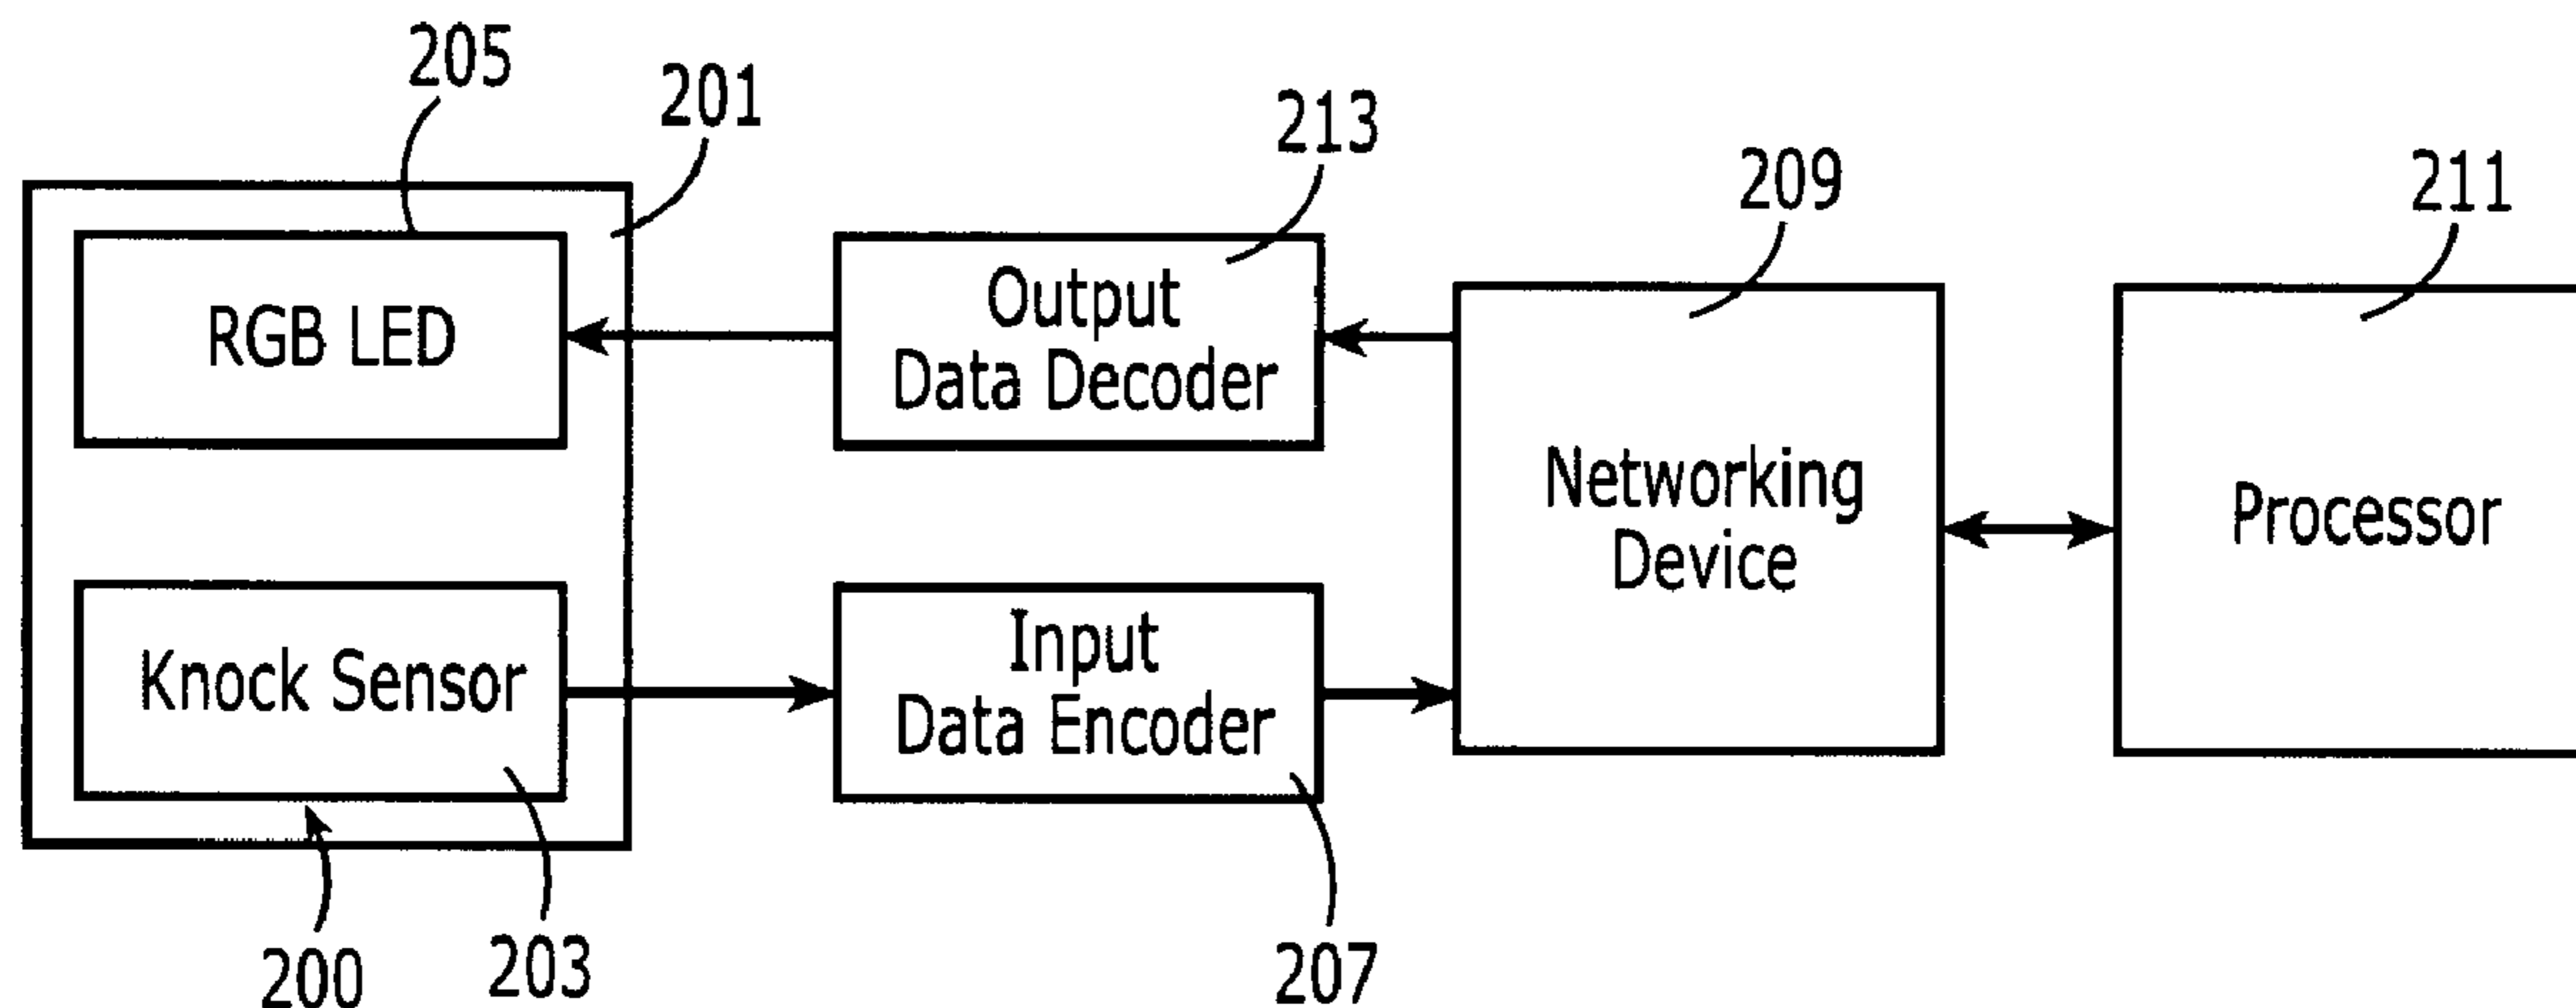 205
201
213
209
211
RGB LED
Output
Data Decoder
Networking
Device
Processor
Knock Sensor
Input
Data Encoder
200
203
207